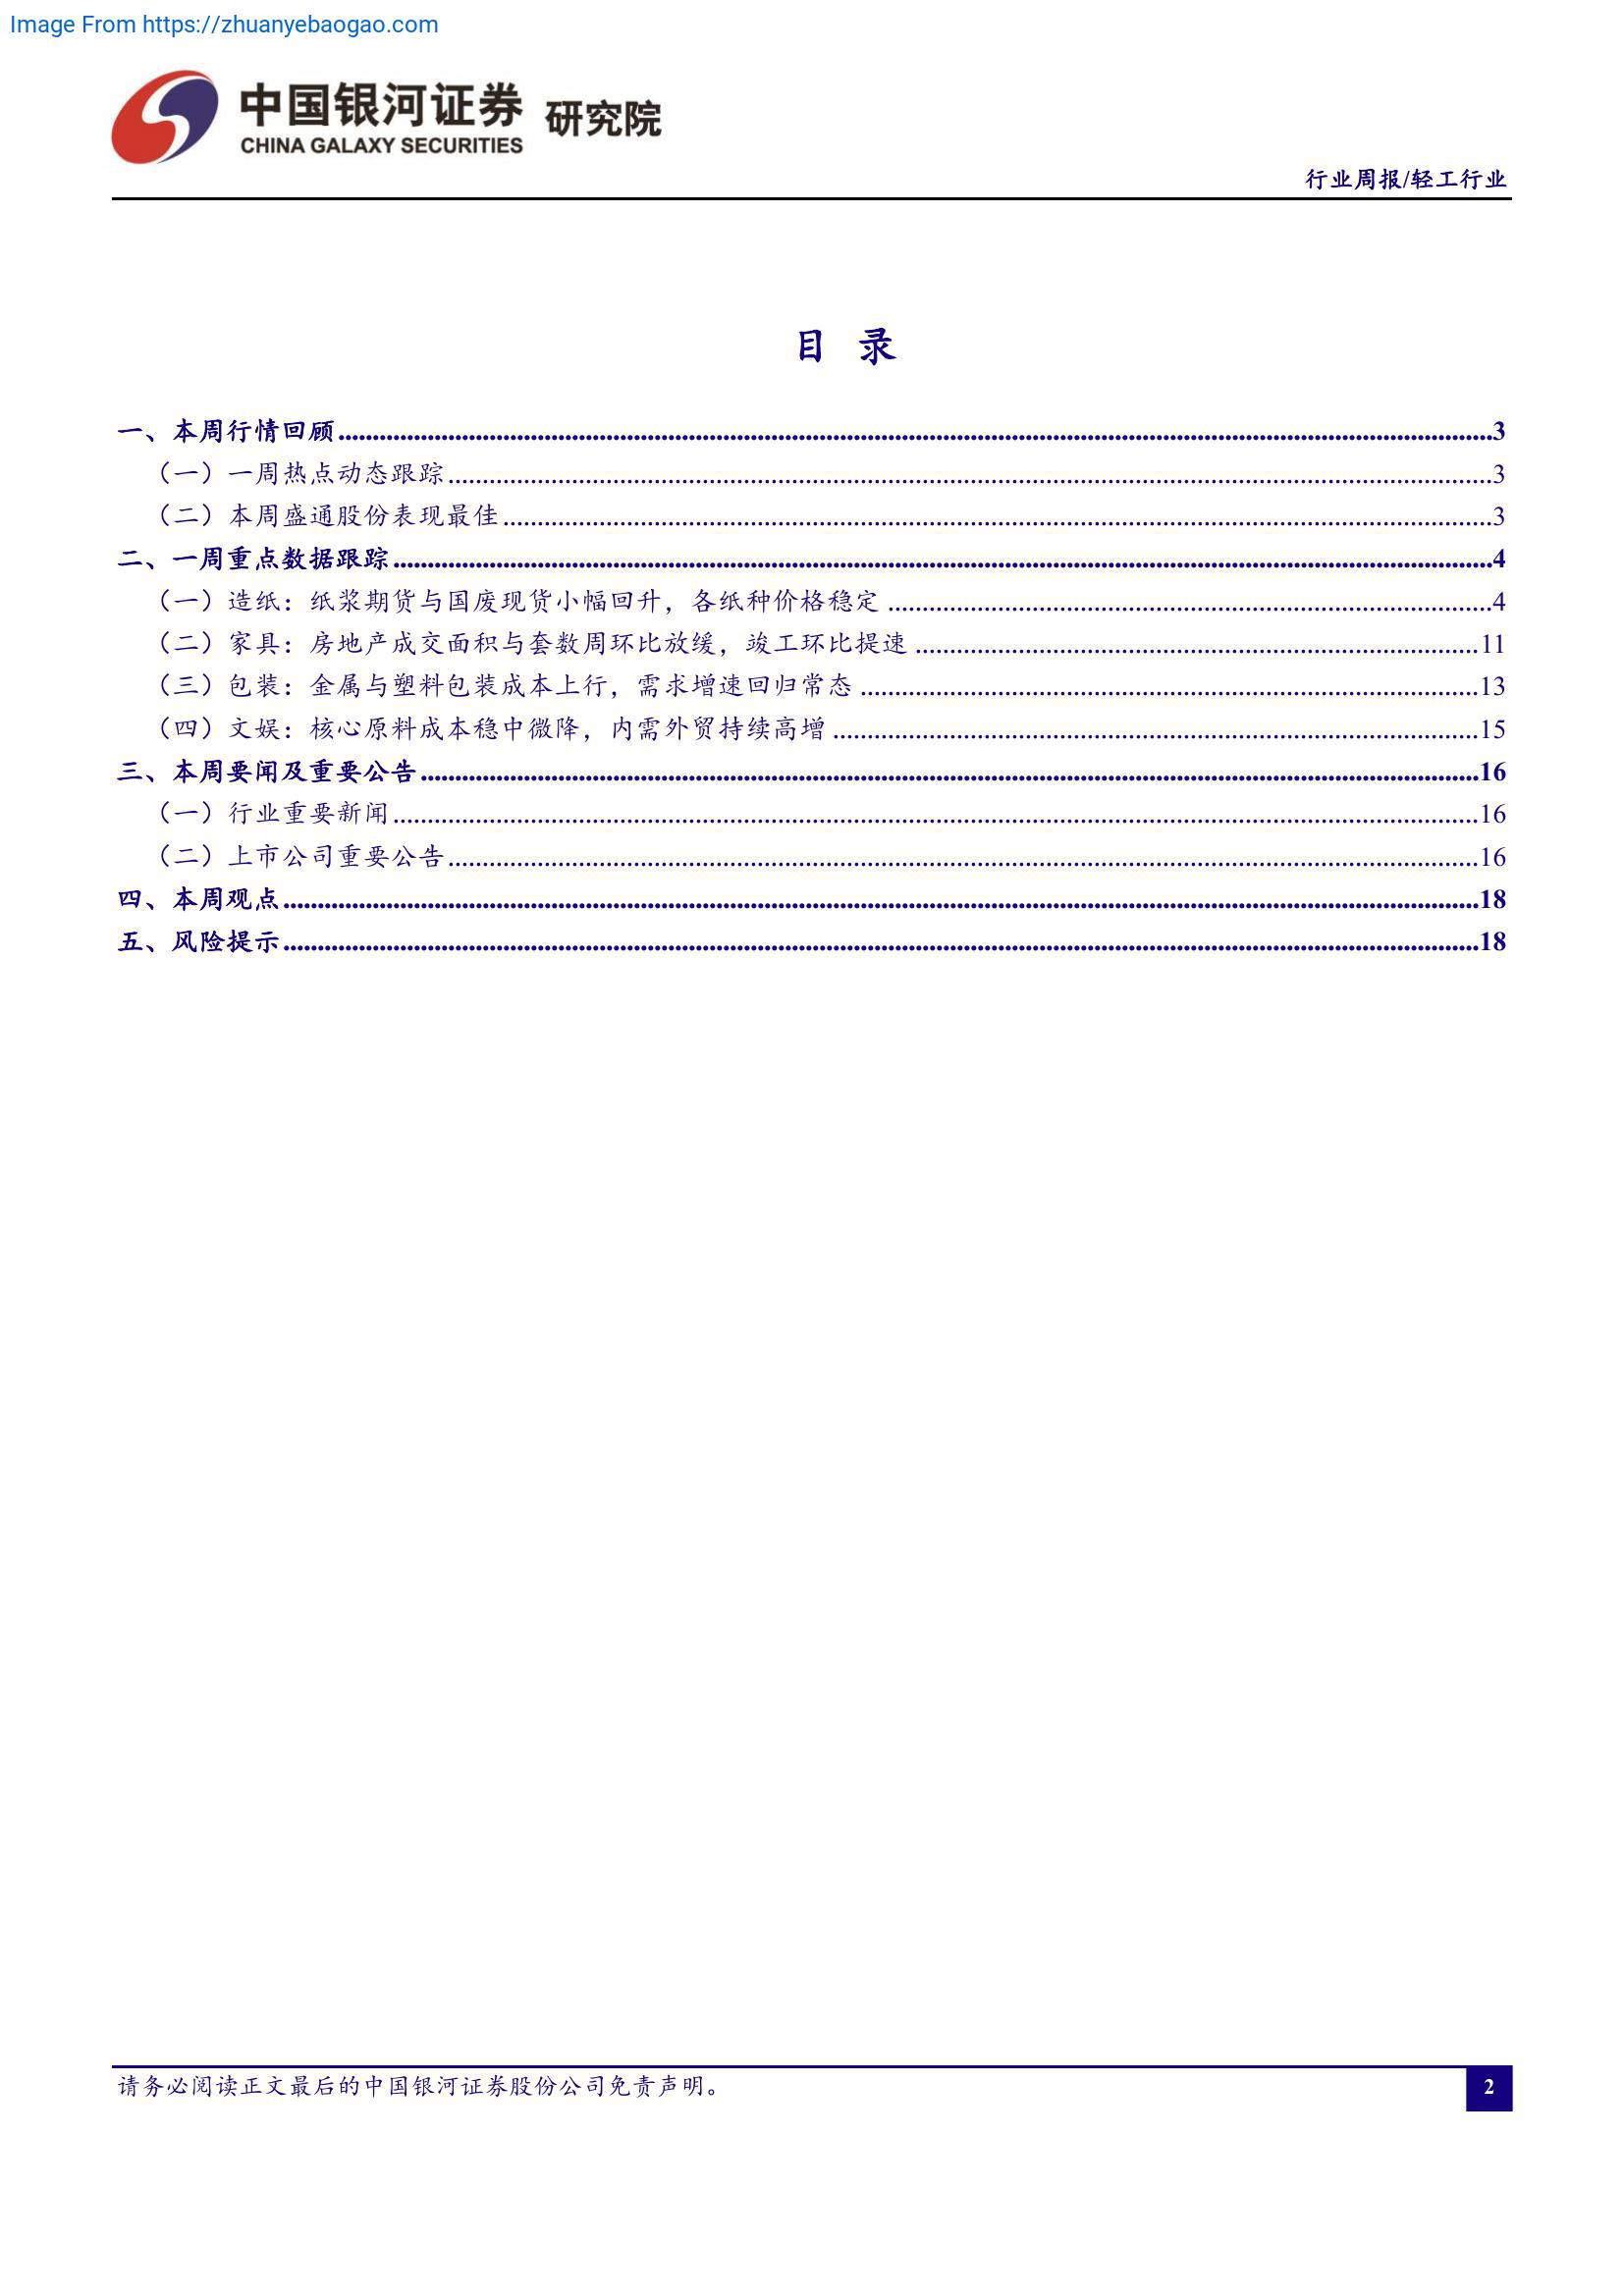 Image From https://zhuanyebaogao.com
中国银河证券 研究院
CHINA GALAXY SECURITIES
行业周报/轻工行业
目 录
一、本周行情回顾 3
（一）一周热点动态跟踪 3
（二）本周盛通股份表现最佳 3
二、一周重点数据跟踪 4
（一）造纸：纸浆期货与国废现货小幅回升，各纸种价格稳定 4
（二）家具：房地产成交面积与套数周环比放缓，竣工环比提速 11
（三）包装：金属与塑料包装成本上行，需求增速回归常态 13
（四）文娱：核心原料成本稳中微降，内需外贸持续高增 15
三、本周要闻及重要公告 16
（一）行业重要新闻 16
（二）上市公司重要公告 16
四、本周观点 18
五、风险提示 18
请务必阅读正文最后的中国银河证券股份公司免责声明。
2